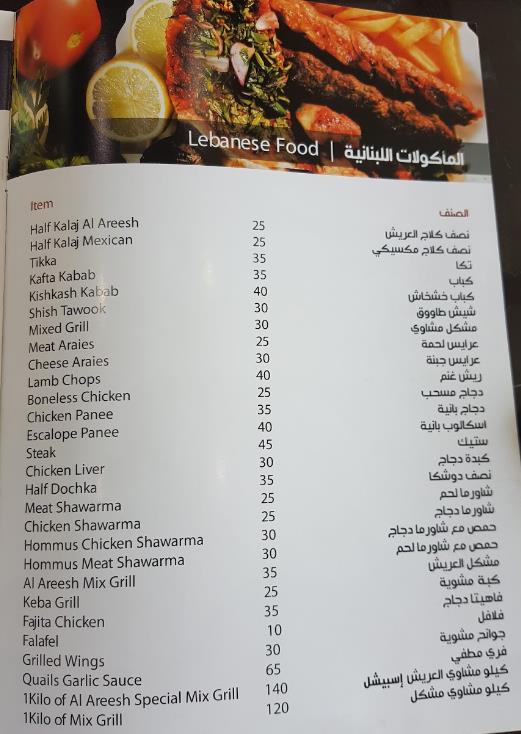 Lebanese Food | الماكولات اللبنانية
Item الصنف
Half Kalaj Al Areesh 25 نصف كلاج العريش
Half Kalaj Mexican 25 نصف كلاج مكسيكي
Tikka 35 تكا
Kafta Kabab 35 كباب
Kishkash Kabab 40 كباب خشخاش
Shish Tawook 30 شيش طاووق
Mixed Grill 30 مشكل مشاوي
Meat Araies 25 عرايس لحمة
Cheese Araies 30 عرايس جبنة
Lamb Chops 40 ريش غنم
Boneless Chicken 25 دجاج مسحب
Chicken Panee 35 دجاج بانية
Escalope Panee 40 اسكالوب بانية
Steak 45 ستيك
Chicken Liver 30 كبدة دجاج
Half Dochka 35 نصف دوشكا
Meat Shawarma 25 شاورما لحم
Chicken Shawarma 25 شاورما دجاج
Hommus Chicken Shawarma 30 حمص مع شاورما دجاج
Hommus Meat Shawarma 30 حمص مع شاورما لحم
Al Areesh Mix Grill 35 مشكل العريش
Keba Grill 25 كبة مشوية
Fajita Chicken 35 فاهيتا دجاج
Falafel 10 فلافل
Grilled Wings 30 جوانح مشوية
Quails Garlic Sauce 65 فري مطفي
1Kilo of Al Areesh Special Mix Grill 140 كيلو مشاوي العريش إسبيشل
1Kilo of Mix Grill 120 كيلو مشاوي مشكل